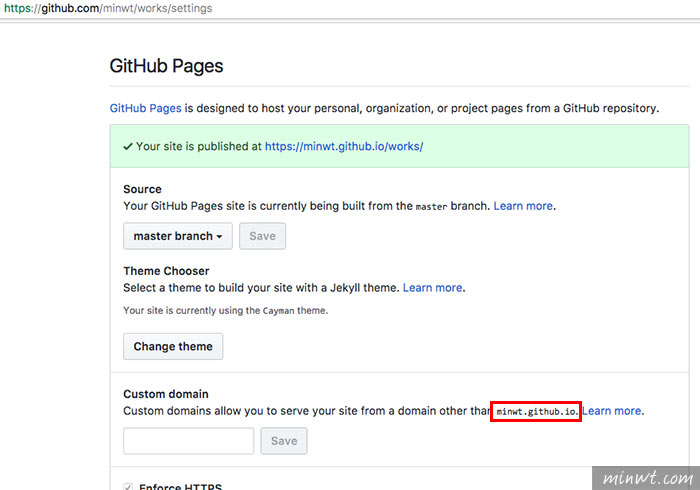 https://github.com/minwt/works/settings
GitHub Pages
GitHub Pages is designed to host your personal, organization, or project pages from a GitHub repository.
✓ Your site is published at https://minwt.github.io/works/
Source
Your GitHub Pages site is currently being built from the master branch. Learn more.
master branch
Save
Theme Chooser
Select a theme to build your site with a Jekyll theme. Learn more.
Your site is currently using the Cayman theme.
Change theme
Custom domain
Custom domains allow you to serve your site from a domain other than minwt.github.io. Learn more.
Save
Enforce HTTPS
minwt.com